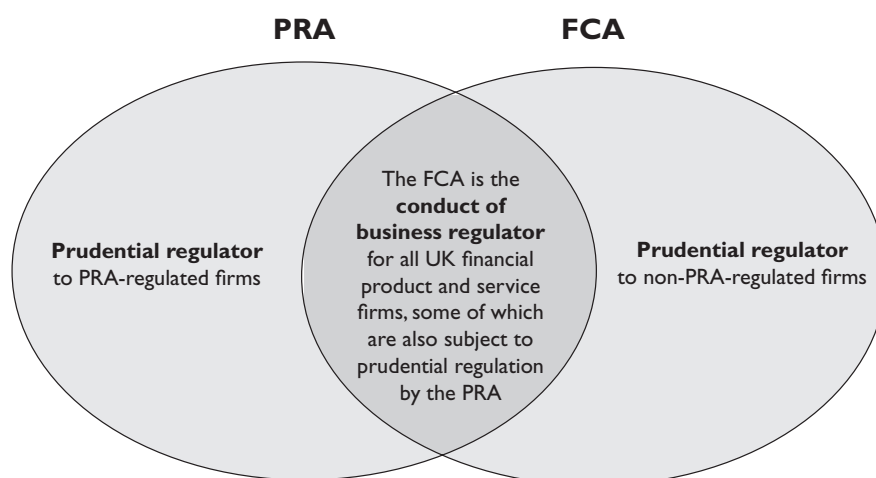 PRA
FCA
Prudential regulator
to PRA-regulated firms
The FCA is the
conduct of
business regulator
for all UK financial
product and service
firms, some of which
are also subject to
prudential regulation
by the PRA
Prudential regulator
to non-PRA-regulated firms